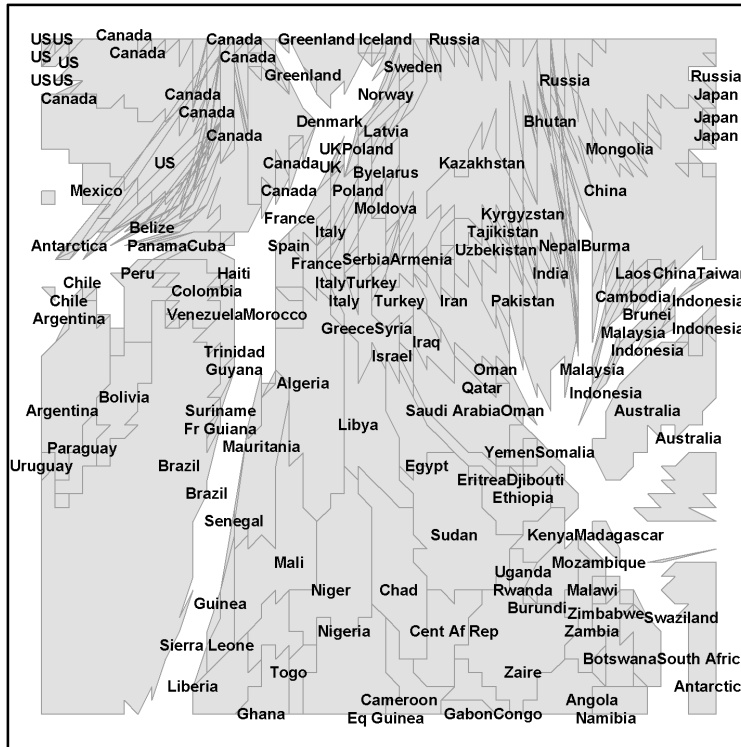 USUS Canada Canada Greenland Iceland Russia
US Canada Canada
US Sweden
USUS Greenland Russia Russia
Canada Canada Norway Japan
Canada Denmark Bhutan Japan
Canada Latvia Japan
UKPoland Mongolia
US Canada UK Kazakhstan
Byelarus
Mexico Canada Poland China
Moldova
France Kyrgyzstan
Belize Italy Tajikistan
Antarctica PanamaCuba Spain Uzbekistan NepalBurma
France SerbiaArmenia
Peru Haiti India LaosChinaTaiwan
Chile ItalyTurkey
Colombia
Chile Italy Turkey Iran Pakistan Cambodia Indonesia
Argentina VenezuelaMorocco Brunei
GreeceSyria Malaysia Indonesia
Iraq
Trinidad Israel Indonesia
Guyana Oman Malaysia
Algeria Qatar
Bolivia Indonesia
Argentina Suriname Saudi ArabiaOman Australia
Fr Guiana Libya
Paraguay Mauritania Australia
YemenSomalia
Uruguay Brazil Egypt
EritreaDjibouti
Brazil Ethiopia
Senegal
Sudan KenyaMadagascar
Mali Mozambique
Uganda
Niger Chad Rwanda Malawi
Guinea Burundi
Zimbabwe Swaziland
Nigeria Cent Af Rep Zambia
Sierra Leone
BotswanaSouth Afric
Togo Zaire
Liberia Antarctic
Cameroon Angola
Ghana Eq Guinea GabonCongo Namibia